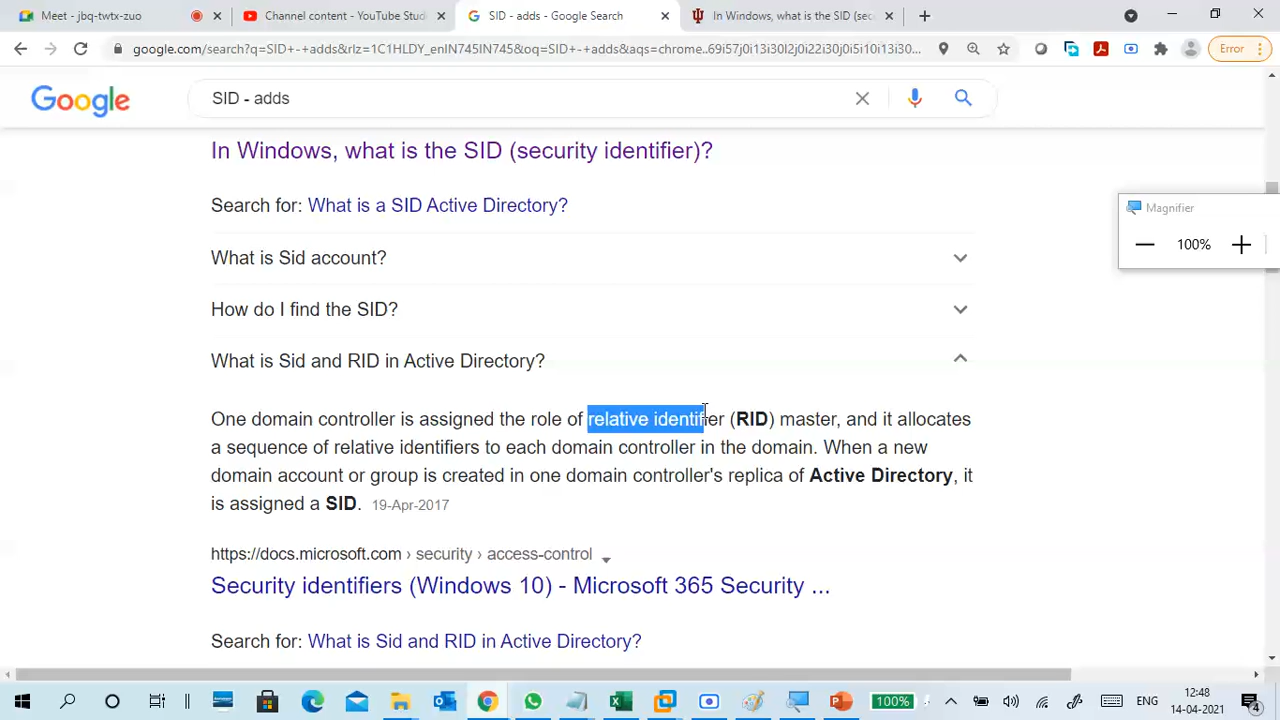 Meet - jbq-twtx-zuo
Channel content - YouTube Studi
SID - adds - Google Search
In Windows, what is the SID (secu
google.com/search?q=SID+-+adds&rlz=1C1HLDY_enIN745IN745&oq=SID+-+adds&aqs=chrome..69i57j0i13i30l2j0i22i30j0i5i10i13i30...
Error
Google
SID - adds
In Windows, what is the SID (security identifier)?
Search for: What is a SID Active Directory?
Magnifier
100%
What is Sid account?
How do I find the SID?
What is Sid and RID in Active Directory?
One domain controller is assigned the role of relative identifier (RID) master, and it allocates
a sequence of relative identifiers to each domain controller in the domain. When a new
domain account or group is created in one domain controller's replica of Active Directory, it
is assigned a SID. 19-Apr-2017
https://docs.microsoft.com › security › access-control
Security identifiers (Windows 10) - Microsoft 365 Security ...
Search for: What is Sid and RID in Active Directory?
100%
ENG
12:48
14-04-2021
4